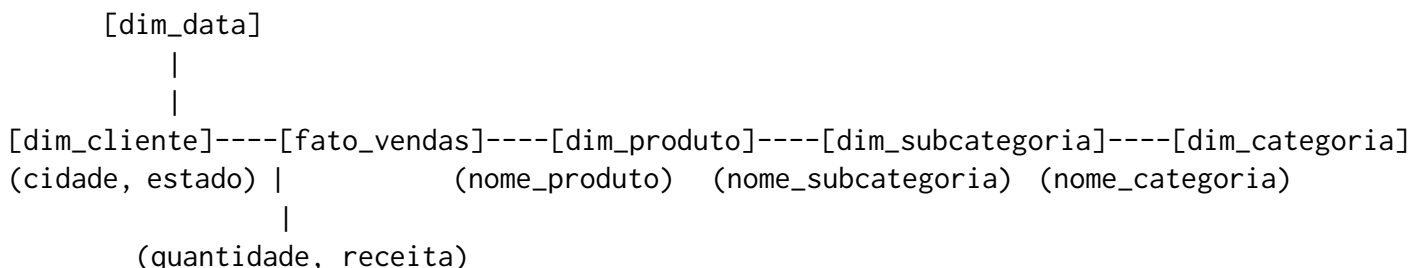 [dim_data]
|
|
[dim_cliente]----[fato_vendas]----[dim_produto]----[dim_subcategoria]----[dim_categoria]
(cidade, estado) | (nome_produto) (nome_subcategoria) (nome_categoria)
|
(quantidade, receita)